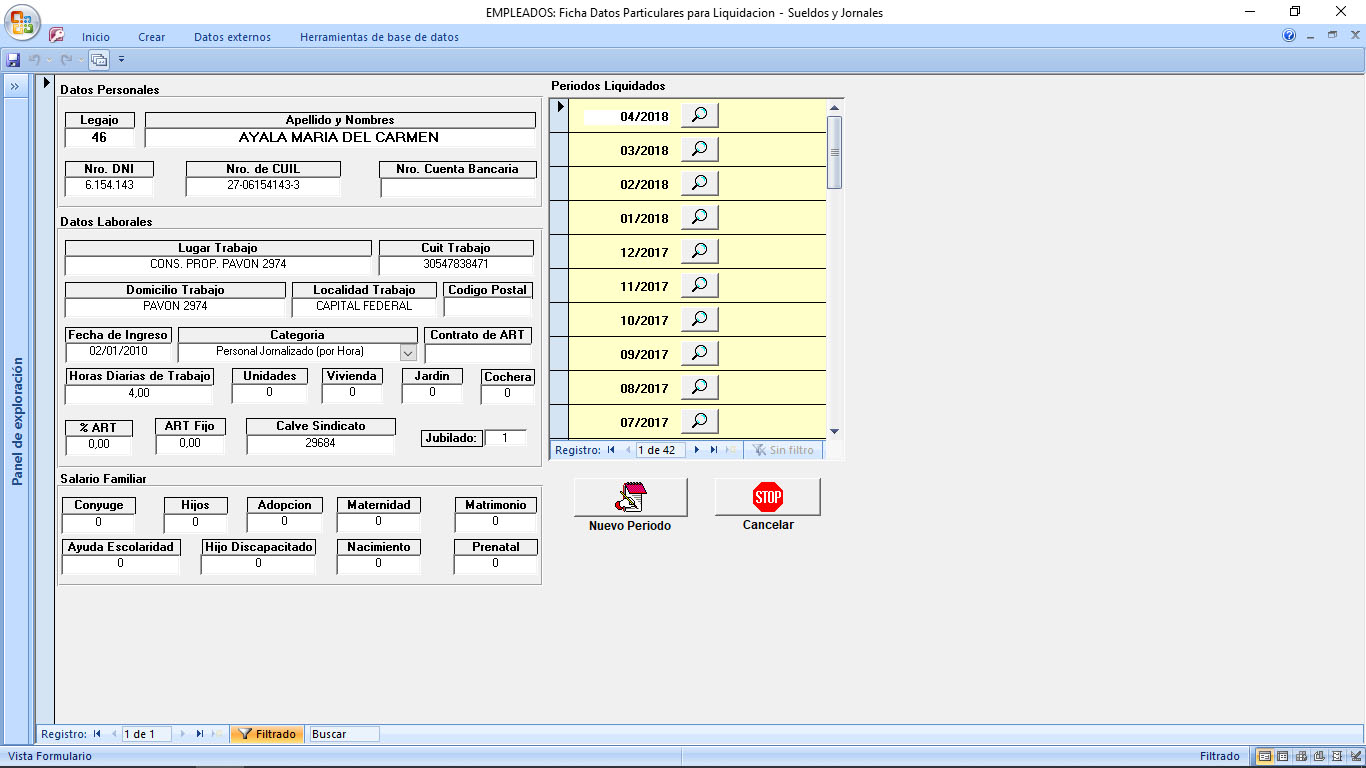 EMPLEADOS: Ficha Datos Particulares para Liquidacion - Sueldos y Jornales
Inicio Crear Datos externos Herramientas de base de datos
Panel de exploración
Datos Personales
Legajo Apellido y Nombres
46 AYALA MARIA DEL CARMEN
Nro. DNI Nro. de CUIL Nro. Cuenta Bancaria
6.154.143 27-06154143-3
Datos Laborales
Lugar Trabajo Cuit Trabajo
CONS. PROP. PAVON 2974 30547838471
Domicilio Trabajo Localidad Trabajo Codigo Postal
PAVON 2974 CAPITAL FEDERAL
Fecha de Ingreso Categoria Contrato de ART
02/01/2010 Personal Jornalizado (por Hora)
Horas Diarias de Trabajo Unidades Vivienda Jardin Cochera
4,00 0 0 0 0
% ART ART Fijo Calve Sindicato Jubilado: 1
0,00 0,00 29684
Salario Familiar
Conyuge Hijos Adopcion Maternidad Matrimonio
0 0 0 0 0
Ayuda Escolaridad Hijo Discapacitado Nacimiento Prenatal
0 0 0 0 0
Periodos Liquidados
04/2018
03/2018
02/2018
01/2018
12/2017
11/2017
10/2017
09/2017
08/2017
07/2017
Registro: 1 de 42 Sin filtro
STOP
Nuevo Periodo Cancelar
Registro: 1 de 1 Filtrado Buscar
Vista Formulario Filtrado